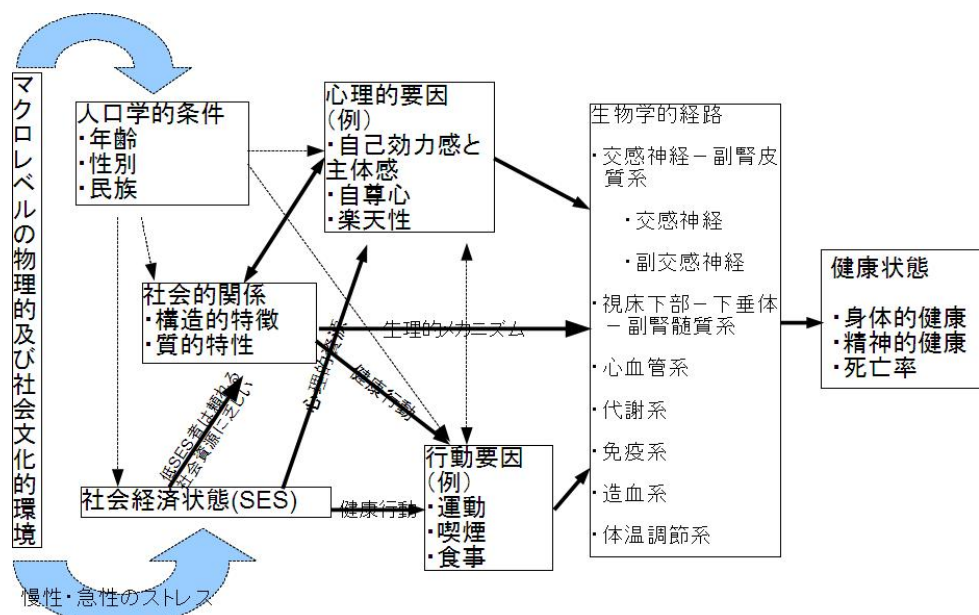 マクロレベルの物理的及び社会文化的環境
人口学的条件
・年齢
・性別
・民族
心理的要因
(例)
・自己効力感と
主体感
・自尊心
・楽天性
社会的関係
・構造的特徴
・質的特性
生理的メカニズム
心理的資源
健康行動
低SES者は頼れる
社会資源に乏しい
社会経済状態(SES)
健康行動
行動要因
(例)
・運動
・喫煙
・食事
慢性・急性のストレス
生物学的経路
・交感神経－副腎皮
質系
・交感神経
・副交感神経
・視床下部－下垂体
－副腎髄質系
・心血管系
・代謝系
・免疫系
・造血系
・体温調節系
健康状態
・身体的健康
・精神的健康
・死亡率